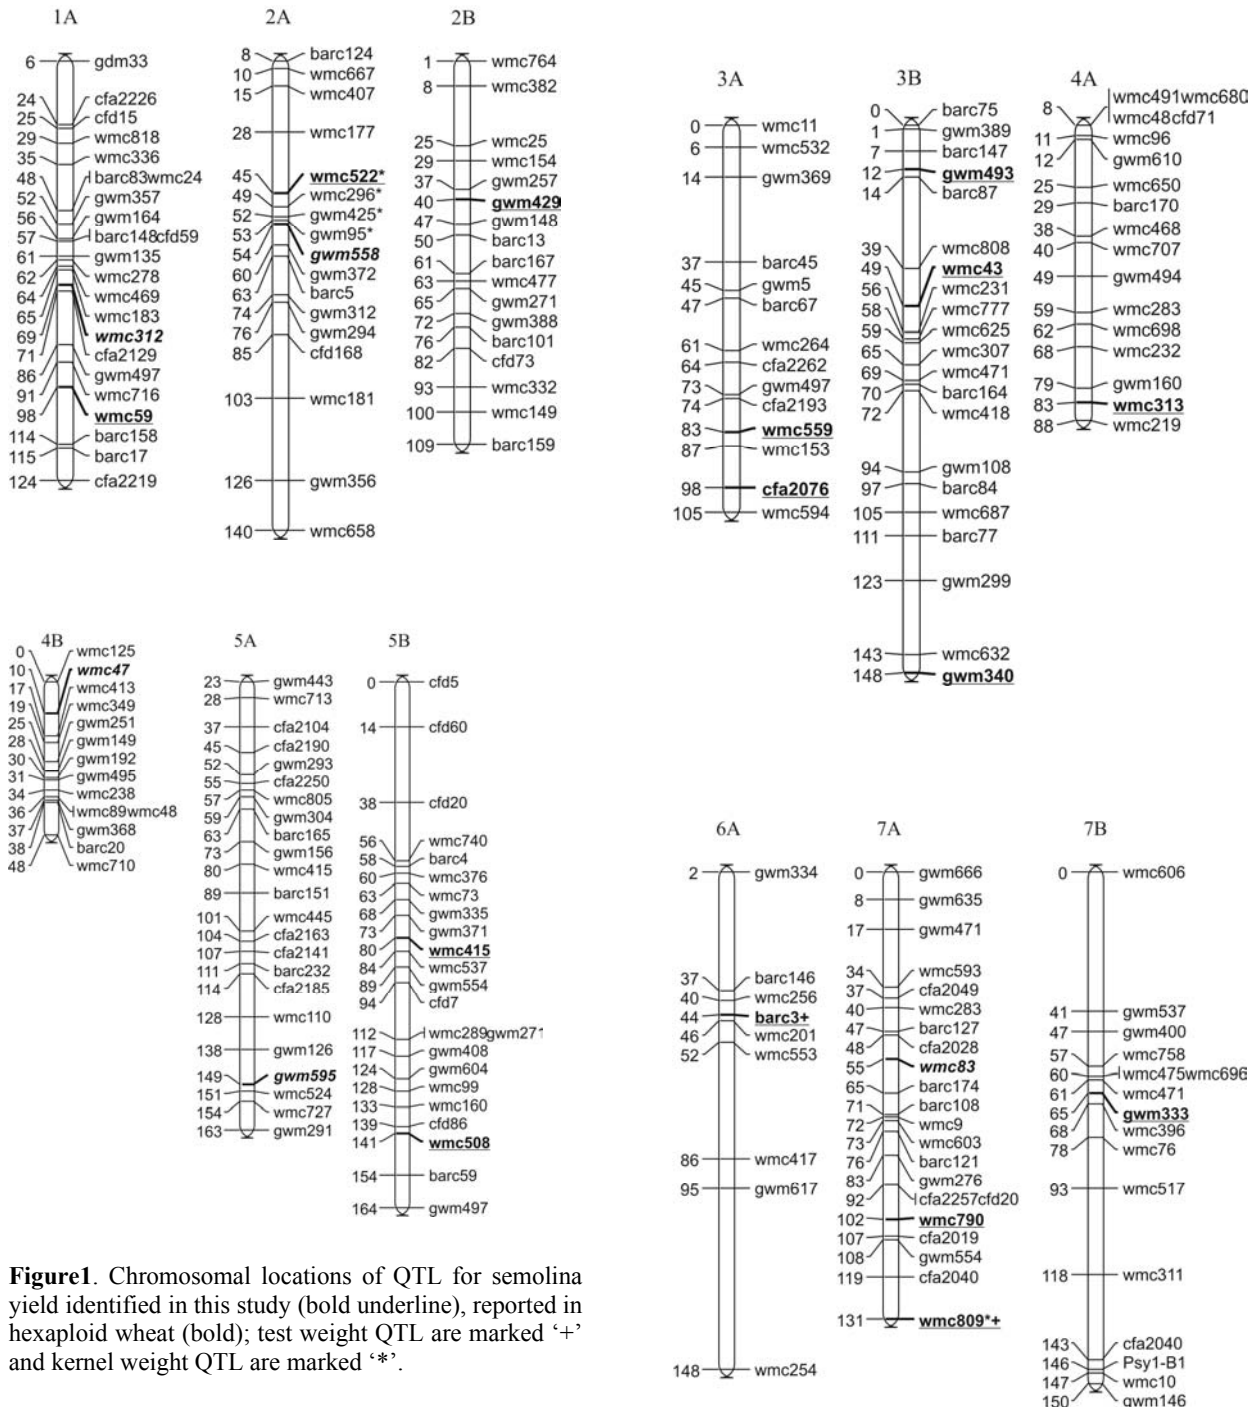 1A
6 gdm33
24 cfa2226
25 cfd15
29 wmc818
35 wmc336
48 barc83wmc24
52 gwm357
56 gwm164
57 barc148cfd59
61 gwm135
62 wmc278
64 wmc469
65 wmc183
69 wmc312
71 cfa2129
86 gwm497
91 wmc716
98 wmc59
114 barc158
115 barc17
124 cfa2219
2A
8 barc124
10 wmc667
15 wmc407
28 wmc177
45 wmc522*
49 wmc296*
52 gwm425*
53 gwm95*
54 gwm558
60 gwm372
63 barc5
74 gwm312
76 gwm294
85 cfd168
103 wmc181
126 gwm356
140 wmc658
2B
1 wmc764
8 wmc382
25 wmc25
29 wmc154
37 gwm257
40 gwm429
47 gwm148
50 barc13
61 barc167
63 wmc477
65 gwm271
72 gwm388
76 barc101
82 cfd73
93 wmc332
100 wmc149
109 barc159
3A
0 wmc11
6 wmc532
14 gwm369
37 barc45
45 gwm5
47 barc67
61 wmc264
64 cfa2262
73 gwm497
74 cfa2193
83 wmc559
87 wmc153
98 cfa2076
105 wmc594
3B
0 barc75
1 gwm389
7 barc147
12 gwm493
14 barc87
39 wmc808
49 wmc43
56 wmc231
58 wmc777
59 wmc625
65 wmc307
69 wmc471
70 barc164
72 wmc418
94 gwm108
97 barc84
105 wmc687
111 barc77
123 gwm299
143 wmc632
148 gwm340
4A
wmc491wmc680
8 wmc48cfd71
11 wmc96
12 gwm610
25 wmc650
29 barc170
38 wmc468
40 wmc707
49 gwm494
59 wmc283
62 wmc698
68 wmc232
79 gwm160
83 wmc313
88 wmc219
4B
0 wmc125
10 wmc47
17 wmc413
19 wmc349
25 gwm251
28 gwm149
30 gwm192
31 gwm495
34 wmc238
36 wmc89wmc48
37 gwm368
38 barc20
48 wmc710
5A
23 gwm443
28 wmc713
37 cfa2104
45 cfa2190
52 gwm293
55 cfa2250
57 wmc805
59 gwm304
63 barc165
73 gwm156
80 wmc415
89 barc151
101 wmc445
104 cfa2163
107 cfa2141
111 barc232
114 cfa2185
128 wmc110
138 gwm126
149 gwm595
151 wmc524
154 wmc727
163 gwm291
5B
0 cfd5
14 cfd60
38 cfd20
56 wmc740
58 barc4
60 wmc376
63 wmc73
68 gwm335
73 gwm371
80 wmc415
84 wmc537
89 gwm554
94 cfd7
112 wmc289gwm271
117 gwm408
124 gwm604
128 wmc99
133 wmc160
139 cfd86
141 wmc508
154 barc59
164 gwm497
6A
2 gwm334
37 barc146
40 wmc256
44 barc3+
46 wmc201
52 wmc553
86 wmc417
95 gwm617
148 wmc254
7A
0 gwm666
8 gwm635
17 gwm471
34 wmc593
37 cfa2049
40 wmc283
47 barc127
48 cfa2028
55 wmc83
65 barc174
71 barc108
72 wmc9
73 wmc603
76 barc121
83 gwm276
92 cfa2257cfd20
102 wmc790
107 cfa2019
108 gwm554
119 cfa2040
131 wmc809*+
7B
0 wmc606
41 gwm537
47 gwm400
57 wmc758
60 wmc475wmc696
61 wmc471
65 gwm333
68 wmc396
78 wmc76
93 wmc517
118 wmc311
143 cfa2040
146 Psy1-B1
147 wmc10
150 gwm146
Figure1. Chromosomal locations of QTL for semolina
yield identified in this study (bold underline), reported in
hexaploid wheat (bold); test weight QTL are marked ‘+’
and kernel weight QTL are marked ‘*’.